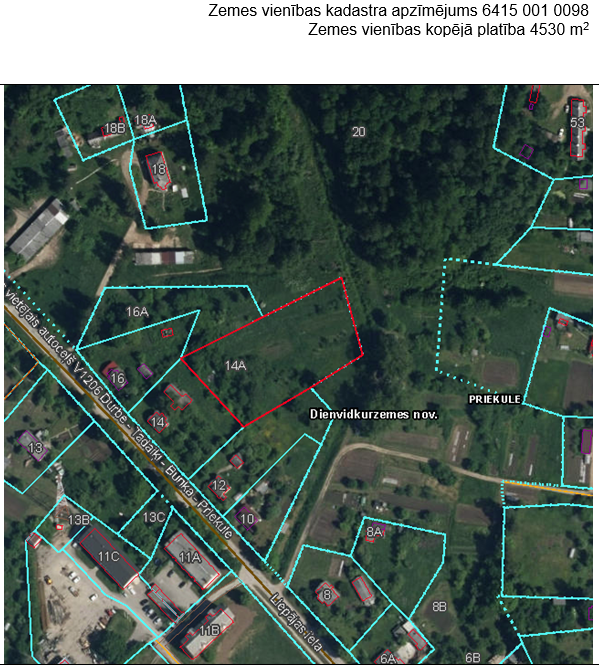 Zemes vienības kadastra apzīmējums 6415 001 0098
Zemes vienības kopējā platība 4530 m²
18B
18A
18
20
53
16A
14A
16
14
vietējais autoceļš V1206 Durbe - Tadaiķi - Bunka - Priekule
PRIEKULE
Dienvidkurzemes nov.
13
12
10
13B
13C
11C
11A
8A
8
8B
11B
Liepājas iela
6A
6B